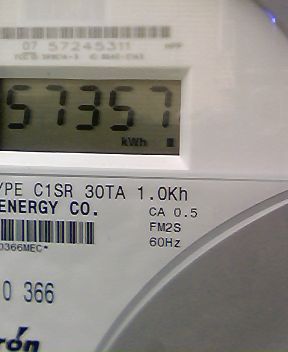 07 57245311
57357
kWh
YPE C1SR 30TA 1.0Kh
ENERGY CO.
CA 0.5
FM2S
60Hz
0366MEC*
0 366
rón